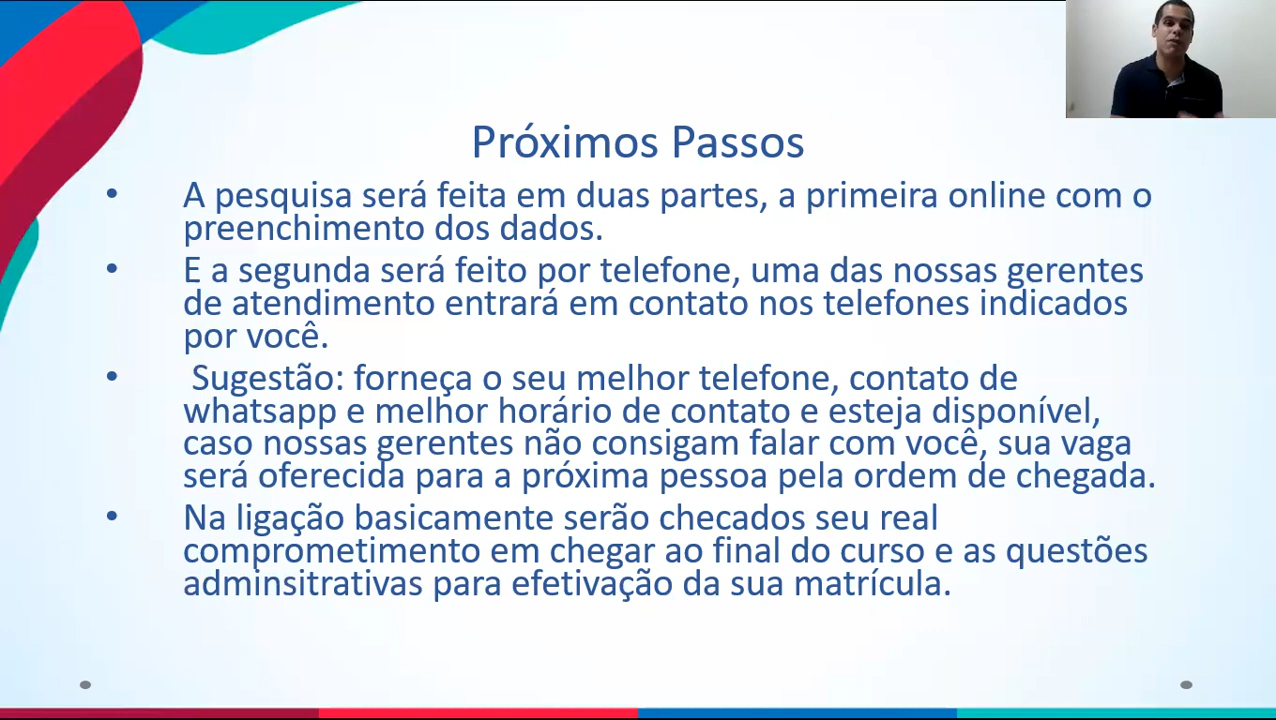 Próximos Passos
• A pesquisa será feita em duas partes, a primeira online com o
preenchimento dos dados.
• E a segunda será feito por telefone, uma das nossas gerentes
de atendimento entrará em contato nos telefones indicados
por você.
• Sugestão: forneça o seu melhor telefone, contato de
whatsapp e melhor horário de contato e esteja disponível,
caso nossas gerentes não consigam falar com você, sua vaga
será oferecida para a próxima pessoa pela ordem de chegada.
• Na ligação basicamente serão checados seu real
comprometimento em chegar ao final do curso e as questões
adminsitrativas para efetivação da sua matrícula.